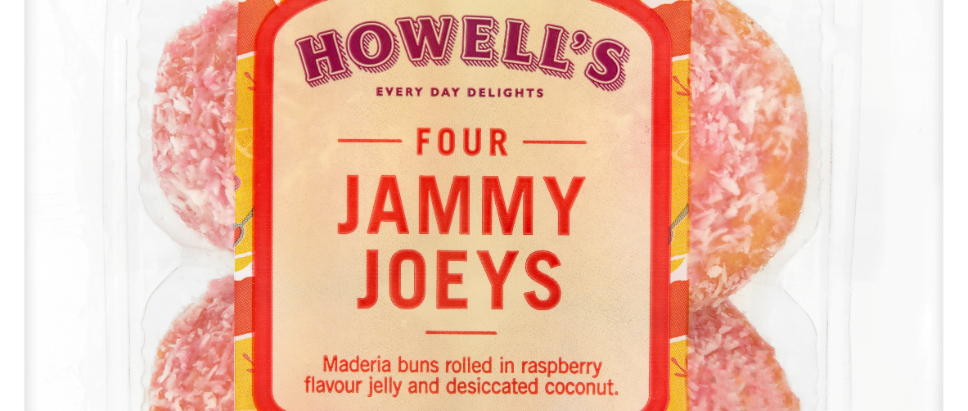 HOWELL'S
EVERY DAY DELIGHTS
FOUR
JAMMY
JOEYS
Maderia buns rolled in raspberry
flavour jelly and desiccated coconut.